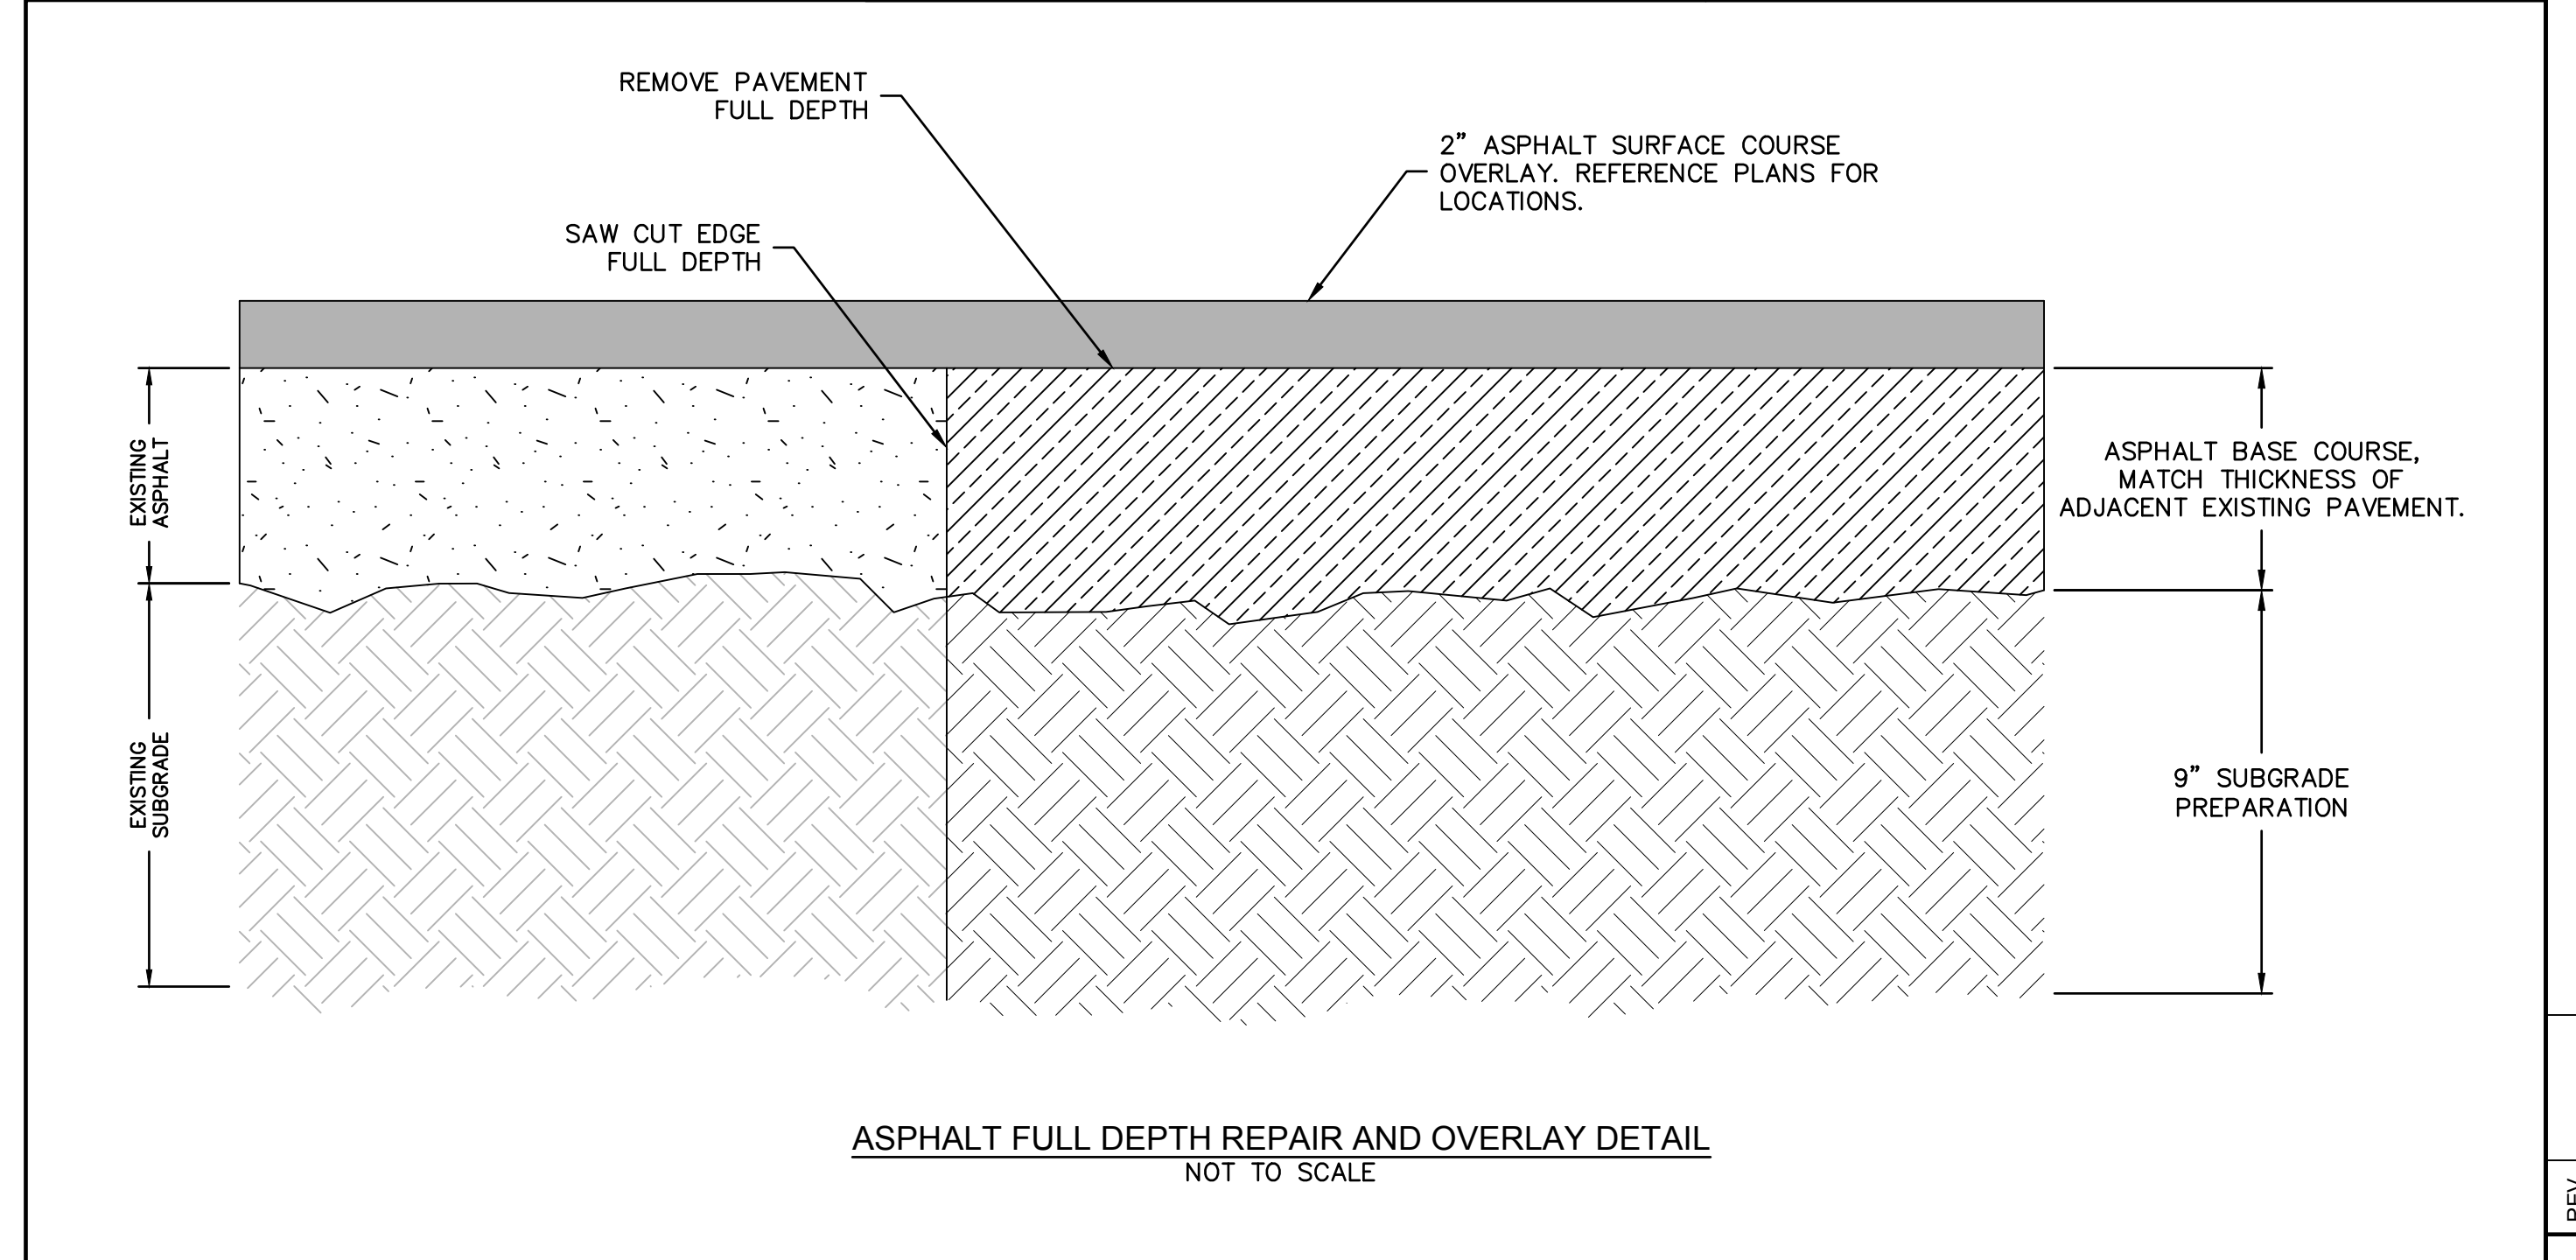 REMOVE PAVEMENT
FULL DEPTH
2” ASPHALT SURFACE COURSE
OVERLAY. REFERENCE PLANS FOR
LOCATIONS.
SAW CUT EDGE
FULL DEPTH
EXISTING
ASPHALT
ASPHALT BASE COURSE,
MATCH THICKNESS OF
ADJACENT EXISTING PAVEMENT.
EXISTING
SUBGRADE
9” SUBGRADE
PREPARATION
ASPHALT FULL DEPTH REPAIR AND OVERLAY DETAIL
NOT TO SCALE